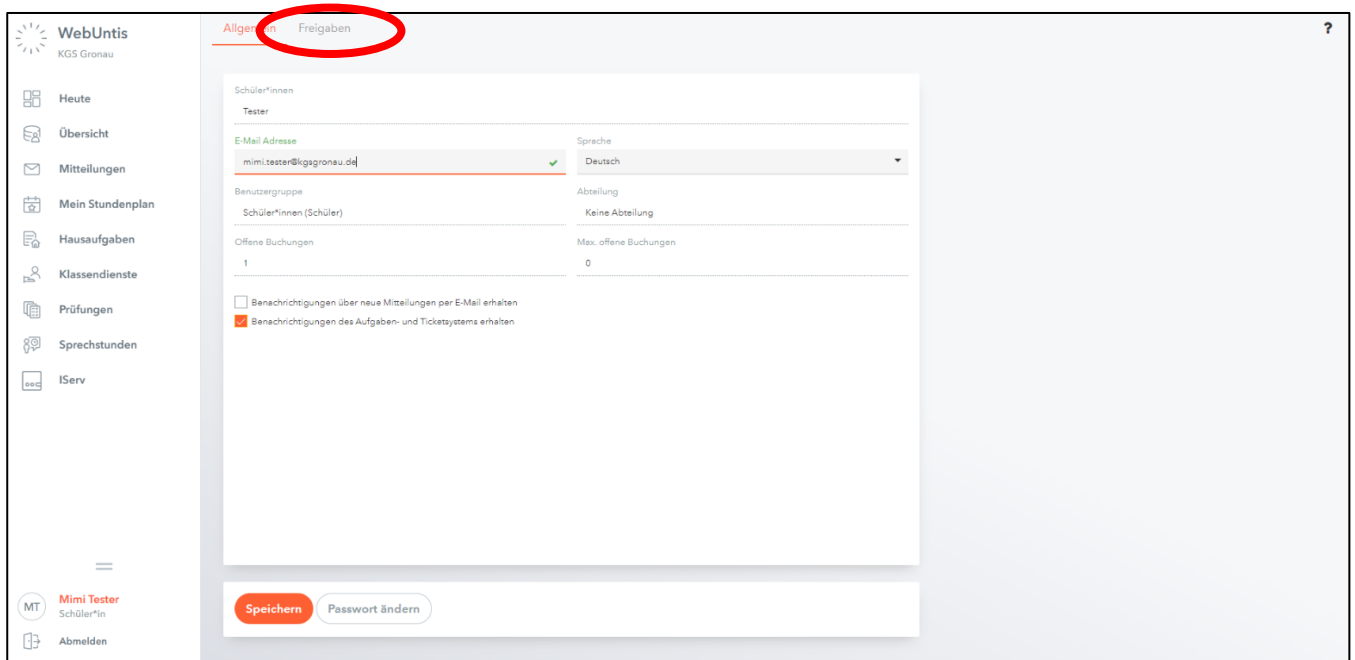 WebUntis
KGS Gronau
Heute
Übersicht
Mitteilungen
Mein Stundenplan
Hausaufgaben
Klassendienste
Prüfungen
Sprechstunden
IServ
MT
Mimi Tester
Schüler*in
Abmelden
Allgemein Freigaben
?
Schüler*innen
Tester
E-Mail Adresse Sprache
mimi.tester@kgsgronau.de Deutsch
Benutzergruppe Abteilung
Schüler*innen (Schüler) Keine Abteilung
Offene Buchungen Max. offene Buchungen
1 0
Benachrichtigungen über neue Mitteilungen per E-Mail erhalten
Benachrichtigungen des Aufgaben- und Ticketsystems erhalten
Speichern Passwort ändern